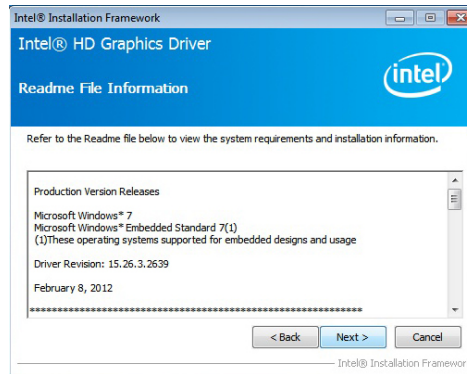 Intel® Installation Framework
Intel® HD Graphics Driver
intel®
Readme File Information
Refer to the Readme file below to view the system requirements and installation information.
Production Version Releases
Microsoft Windows* 7
Microsoft Windows* Embedded Standard 7(1)
(1)These operating systems supported for embedded designs and usage
Driver Revision: 15.26.3.2639
February 8, 2012
****************************************************************
< Back Next > Cancel
Intel® Installation Framewor